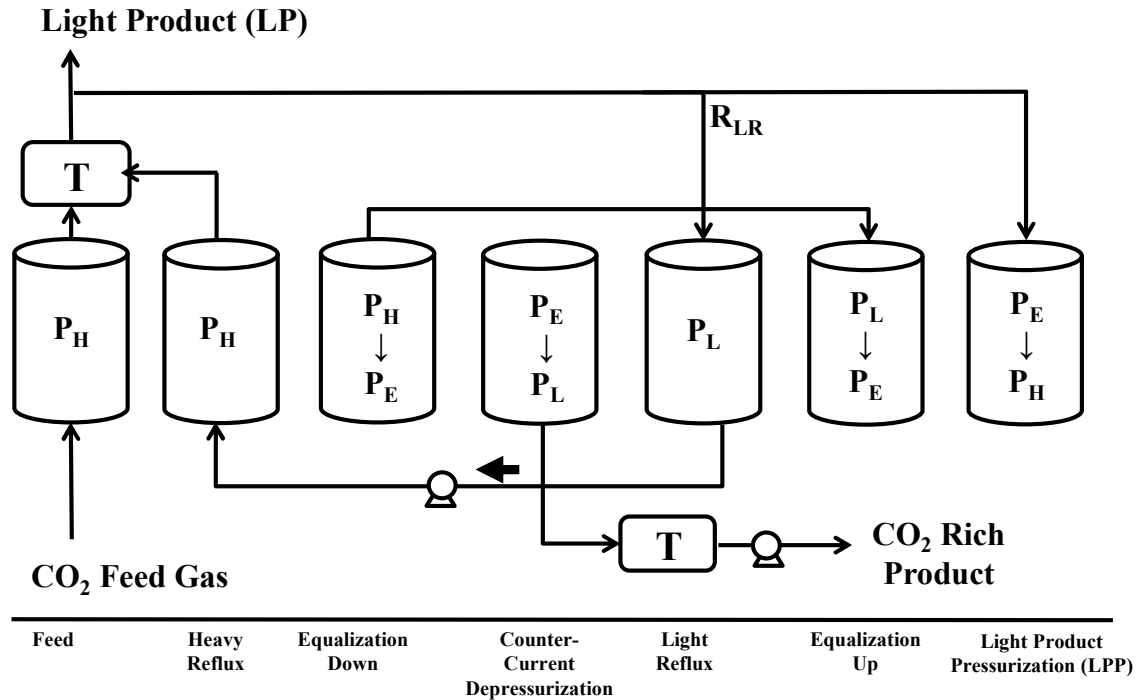 Light Product (LP)
R_LR
T
P_H
P_H
P_H
↓
P_E
P_E
↓
P_L
P_L
P_L
↓
P_E
P_E
↓
P_H
T
CO₂ Rich
Product
CO₂ Feed Gas
Feed
Heavy
Reflux
Equalization
Down
Counter-
Current
Depressurization
Light
Reflux
Equalization
Up
Light Product
Pressurization (LPP)